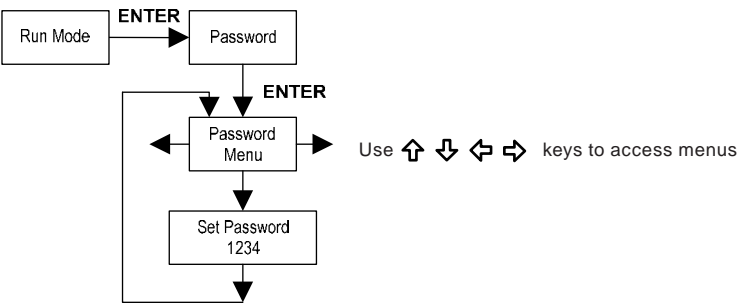 ENTER
Run Mode
Password
ENTER
Password
Menu
Use keys to access menus
Set Password
1234